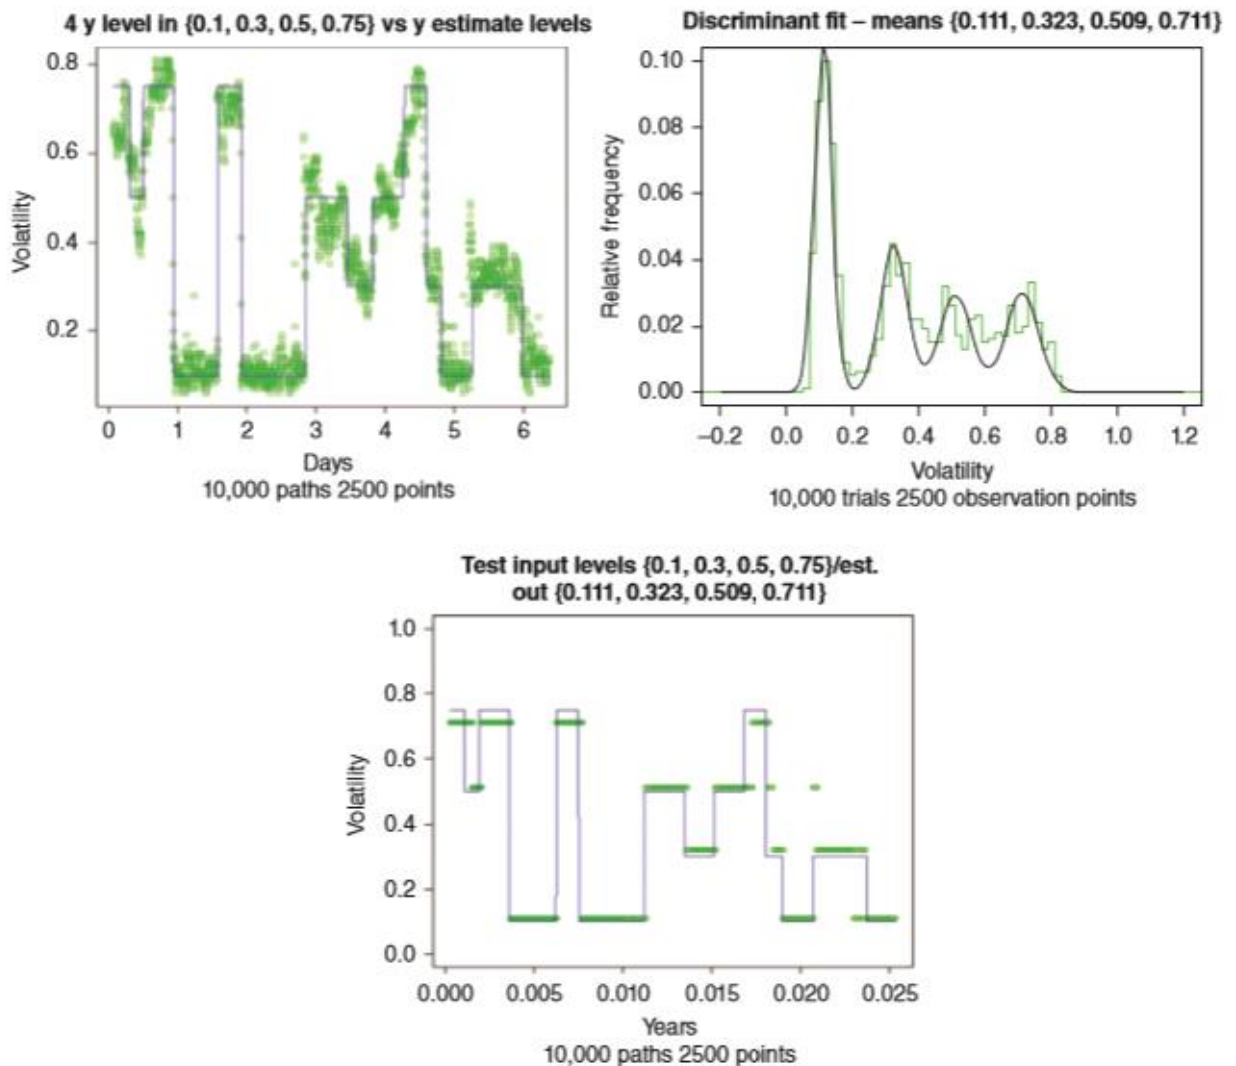 4 y level in {0.1, 0.3, 0.5, 0.75} vs y estimate levels
0.8
0.6
0.4
0.2
Volatility
0 1 2 3 4 5 6
Days
10,000 paths 2500 points
Discriminant fit – means {0.111, 0.323, 0.509, 0.711}
0.10
0.08
0.06
0.04
0.02
0.00
Relative frequency
–0.2 0.0 0.2 0.4 0.6 0.8 1.0 1.2
Volatility
10,000 trials 2500 observation points
Test input levels {0.1, 0.3, 0.5, 0.75}/est.
out {0.111, 0.323, 0.509, 0.711}
1.0
0.8
0.6
0.4
0.2
0.0
Volatility
0.000 0.005 0.010 0.015 0.020 0.025
Years
10,000 paths 2500 points